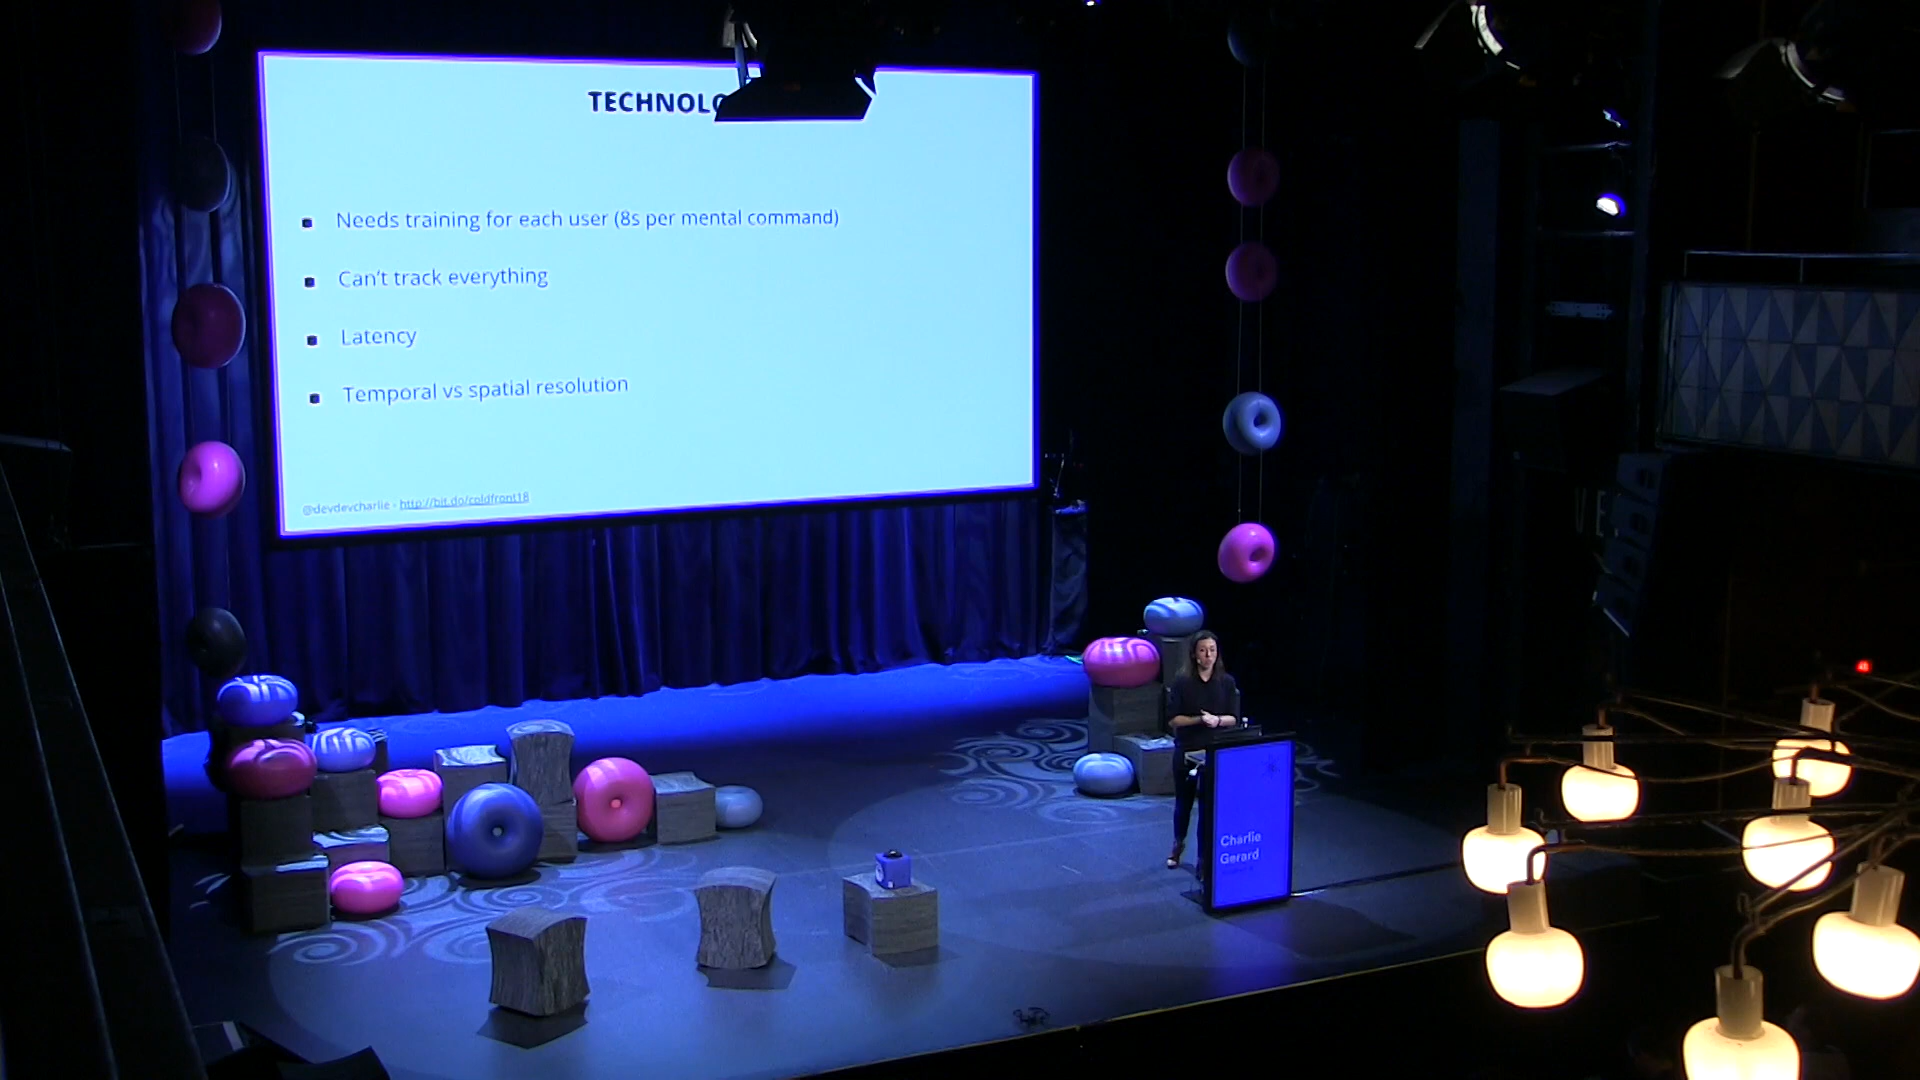 TECHNOLO
Needs training for each user (8s per mental command)
Can't track everything
Latency
Temporal vs spatial resolution
@devdevcharlie - http://bit.do/coldfront18
Charlie
Gerard